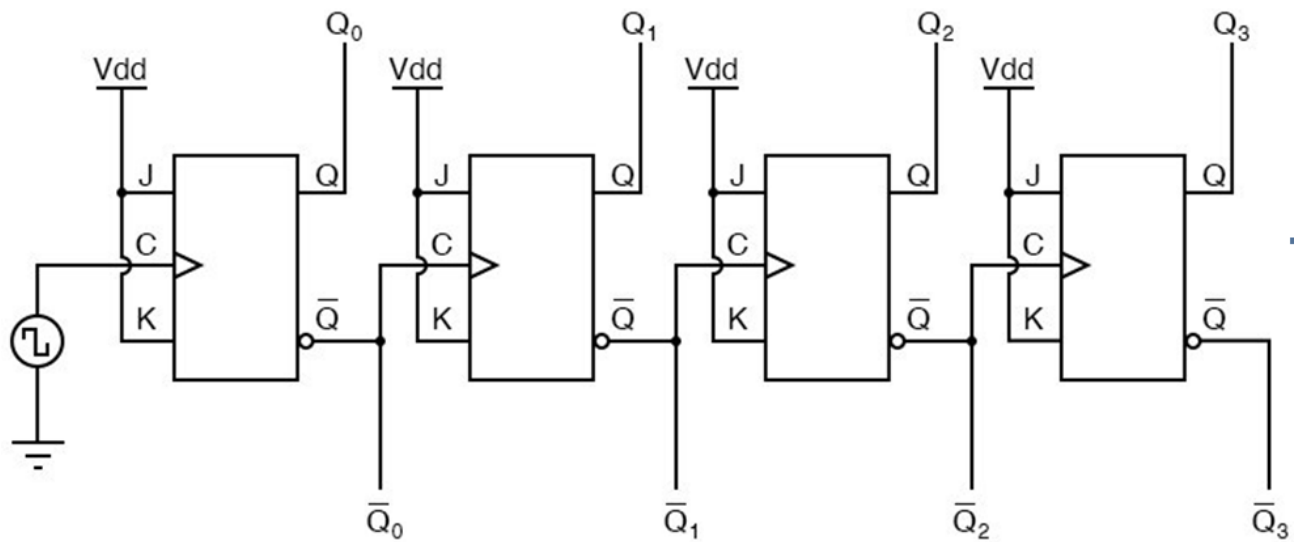 Q₀ Q₁ Q₂ Q₃
Vdd Vdd Vdd Vdd
J Q J Q J Q J Q
C C C C
K Q̅ K Q̅ K Q̅ K Q̅
Q̅₀ Q̅₁ Q̅₂ Q̅₃